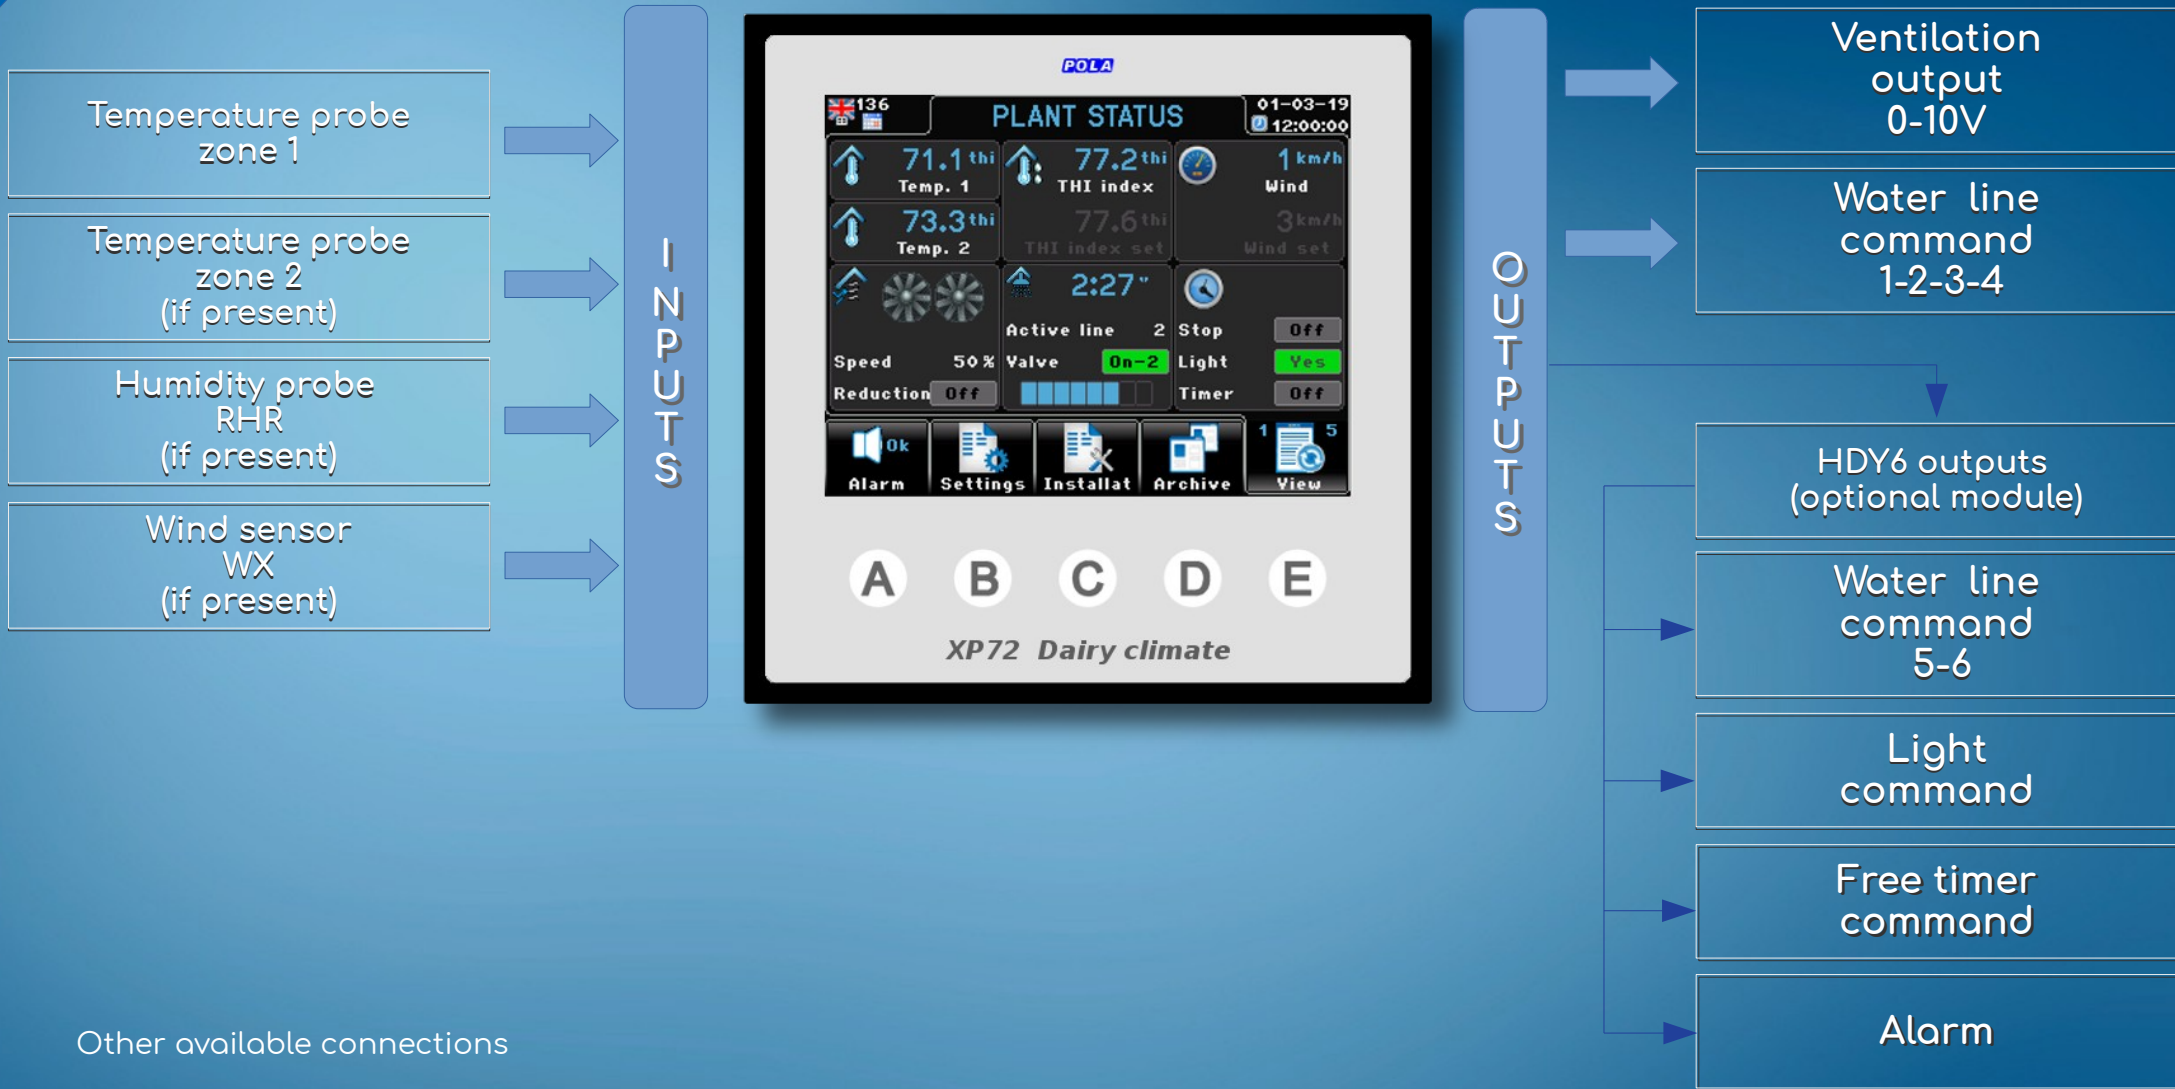 Temperature probe
zone 1
Temperature probe
zone 2
(if present)
Humidity probe
RHR
(if present)
Wind sensor
WX
(if present)
INPUTS
POLA
136
PLANT STATUS
01-03-19
12:00:00
71.1 thi
Temp. 1
77.2 thi
THI index
1 km/h
Wind
73.3 thi
Temp. 2
77.6 thi
THI index set
3 km/h
Wind set
2:27"
Active line 2
Stop Off
Speed 50%
Valve On-2
Light Yes
Reduction Off
Timer Off
Ok
Alarm
Settings
Installat
Archive
1 5
View
A B C D E
XP72 Dairy climate
OUTPUTS
Ventilation
output
0-10V
Water line
command
1-2-3-4
HDY6 outputs
(optional module)
Water line
command
5-6
Light
command
Free timer
command
Alarm
Other available connections